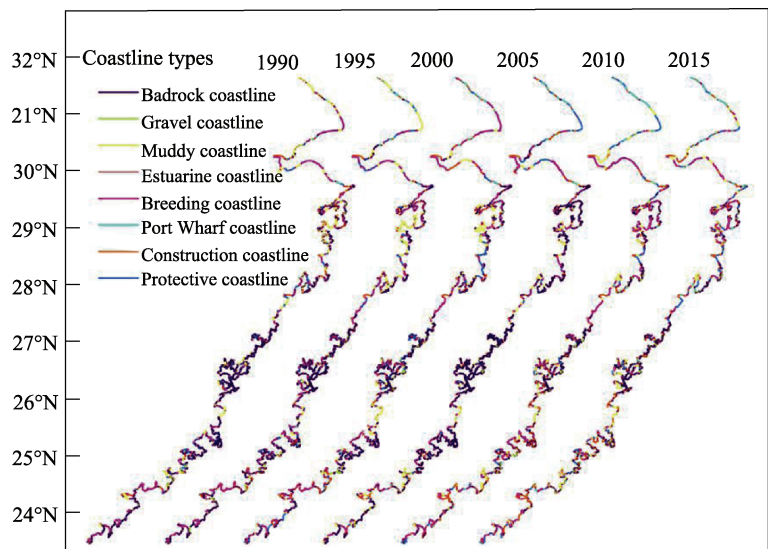 32°N
Coastline types
1990
1995
2000
2005
2010
2015
Badrock coastline
21°N
Gravel coastline
Muddy coastline
30°N
Estuarine coastline
Breeding coastline
29°N
Port Wharf coastline
Construction coastline
28°N
Protective coastline
27°N
26°N
25°N
24°N